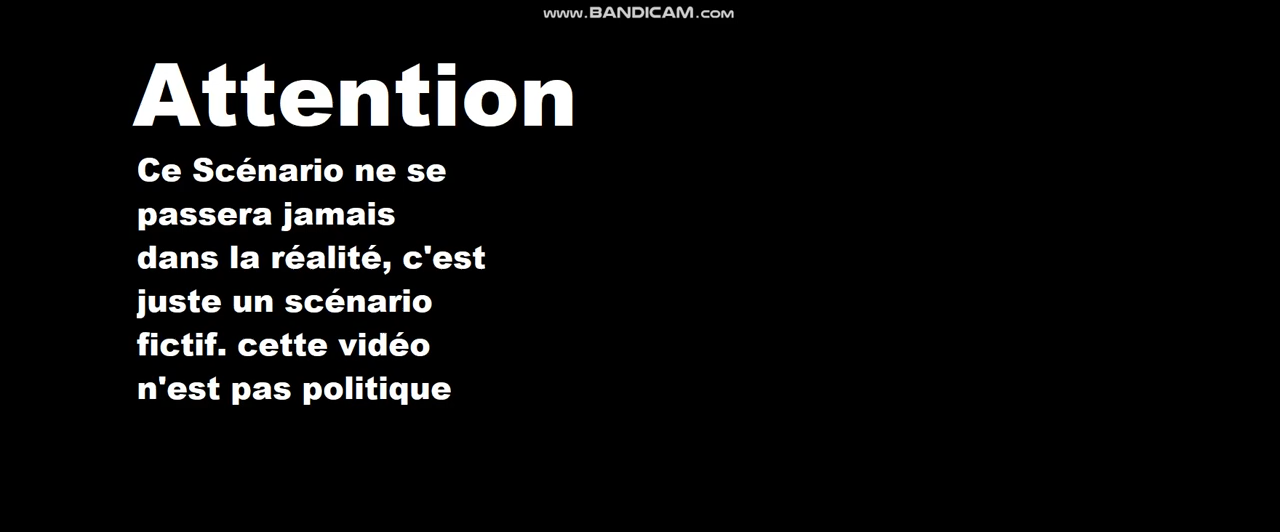 www.BANDICAM.com
Attention
Ce Scénario ne se
passera jamais
dans la réalité, c'est
juste un scénario
fictif. cette vidéo
n'est pas politique